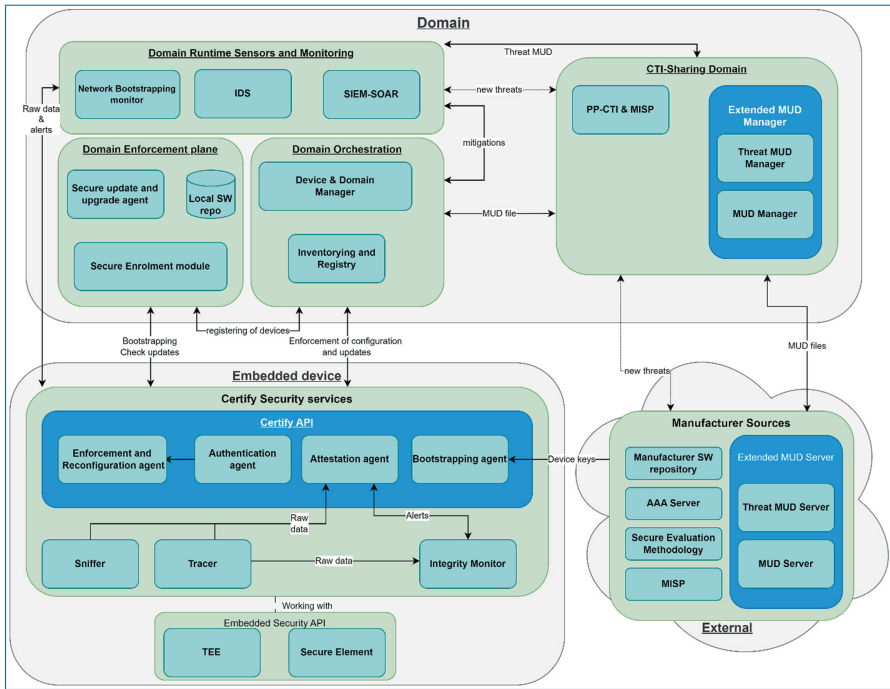 Domain
Domain Runtime Sensors and Monitoring
Network Bootstrapping
monitor
IDS
SIEM-SOAR
Threat MUD
new threats
mitigations
MUD file
CTI-Sharing Domain
PP-CTI & MISP
Extended MUD
Manager
Threat MUD
Manager
MUD Manager
Raw data
&
alerts
Domain Enforcement plane
Secure update and
upgrade agent
Local SW
repo
Secure Enrolment module
Domain Orchestration
Device & Domain
Manager
Inventorying and
Registry
Bootstrapping
Check updates
registering of devices
Enforcement of configuration
and updates
new threats
MUD files
Embedded device
Certify Security services
Certify API
Enforcement and
Reconfiguration agent
Authentication
agent
Attestation agent
Bootstrapping agent
Device keys
Raw
data
Alerts
Sniffer
Tracer
Raw data
Integrity Monitor
Working with
Embedded Security API
TEE
Secure Element
Manufacturer Sources
Manufacturer SW
repository
AAA Server
Secure Evaluation
Methodology
MISP
Extended MUD Server
Threat MUD Server
MUD Server
External